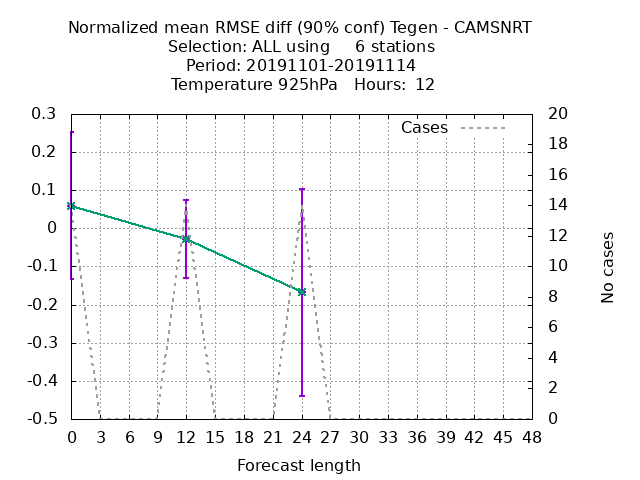 Normalized mean RMSE diff (90% conf) Tegen - CAMSNRT
Selection: ALL using     6 stations
Period: 20191101-20191114
Temperature 925hPa   Hours:  12
Cases
0.3
0.2
0.1
0
-0.1
-0.2
-0.3
-0.4
-0.5
20
18
16
14
12
10
8
6
4
2
0
No cases
0 3 6 9 12 15 18 21 24 27 30 33 36 39 42 45 48
Forecast length